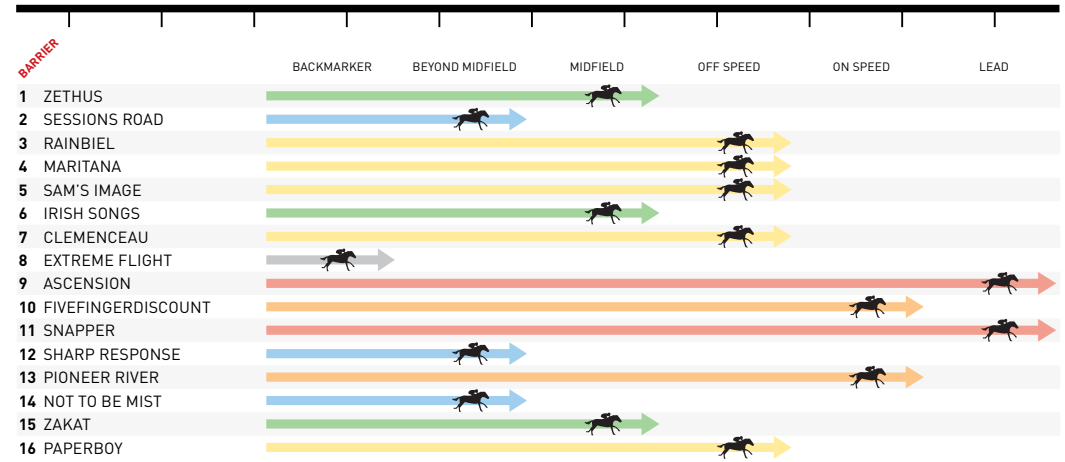 BARRIER
BACKMARKER BEYOND MIDFIELD MIDFIELD OFF SPEED ON SPEED LEAD
1 ZETHUS
2 SESSIONS ROAD
3 RAINBIEL
4 MARITANA
5 SAM'S IMAGE
6 IRISH SONGS
7 CLEMENCEAU
8 EXTREME FLIGHT
9 ASCENSION
10 FIVEFINGERDISCOUNT
11 SNAPPER
12 SHARP RESPONSE
13 PIONEER RIVER
14 NOT TO BE MIST
15 ZAKAT
16 PAPERBOY